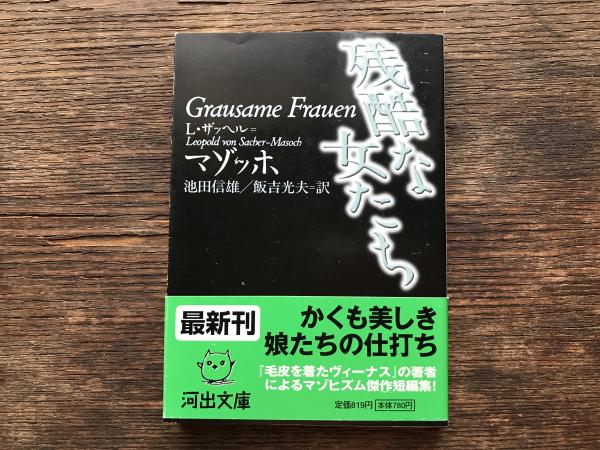 残酷な
女たち
Grausame Frauen
L・ザッヘル=
Leopold von Sacher-Masoch
マゾッホ
池田信雄/飯吉光夫=訳
最新刊
河出文庫
かくも美しき
娘たちの仕打ち
『毛皮を着たヴィーナス』の著者
によるマゾヒズム傑作短編集!
定価819円 本体780円